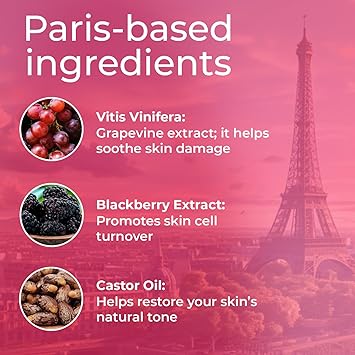 Paris-based
ingredients
Vitis Vinifera:
Grapevine extract; it helps
soothe skin damage
Blackberry Extract:
Promotes skin cell
turnover
Castor Oil:
Helps restore your skin's
natural tone